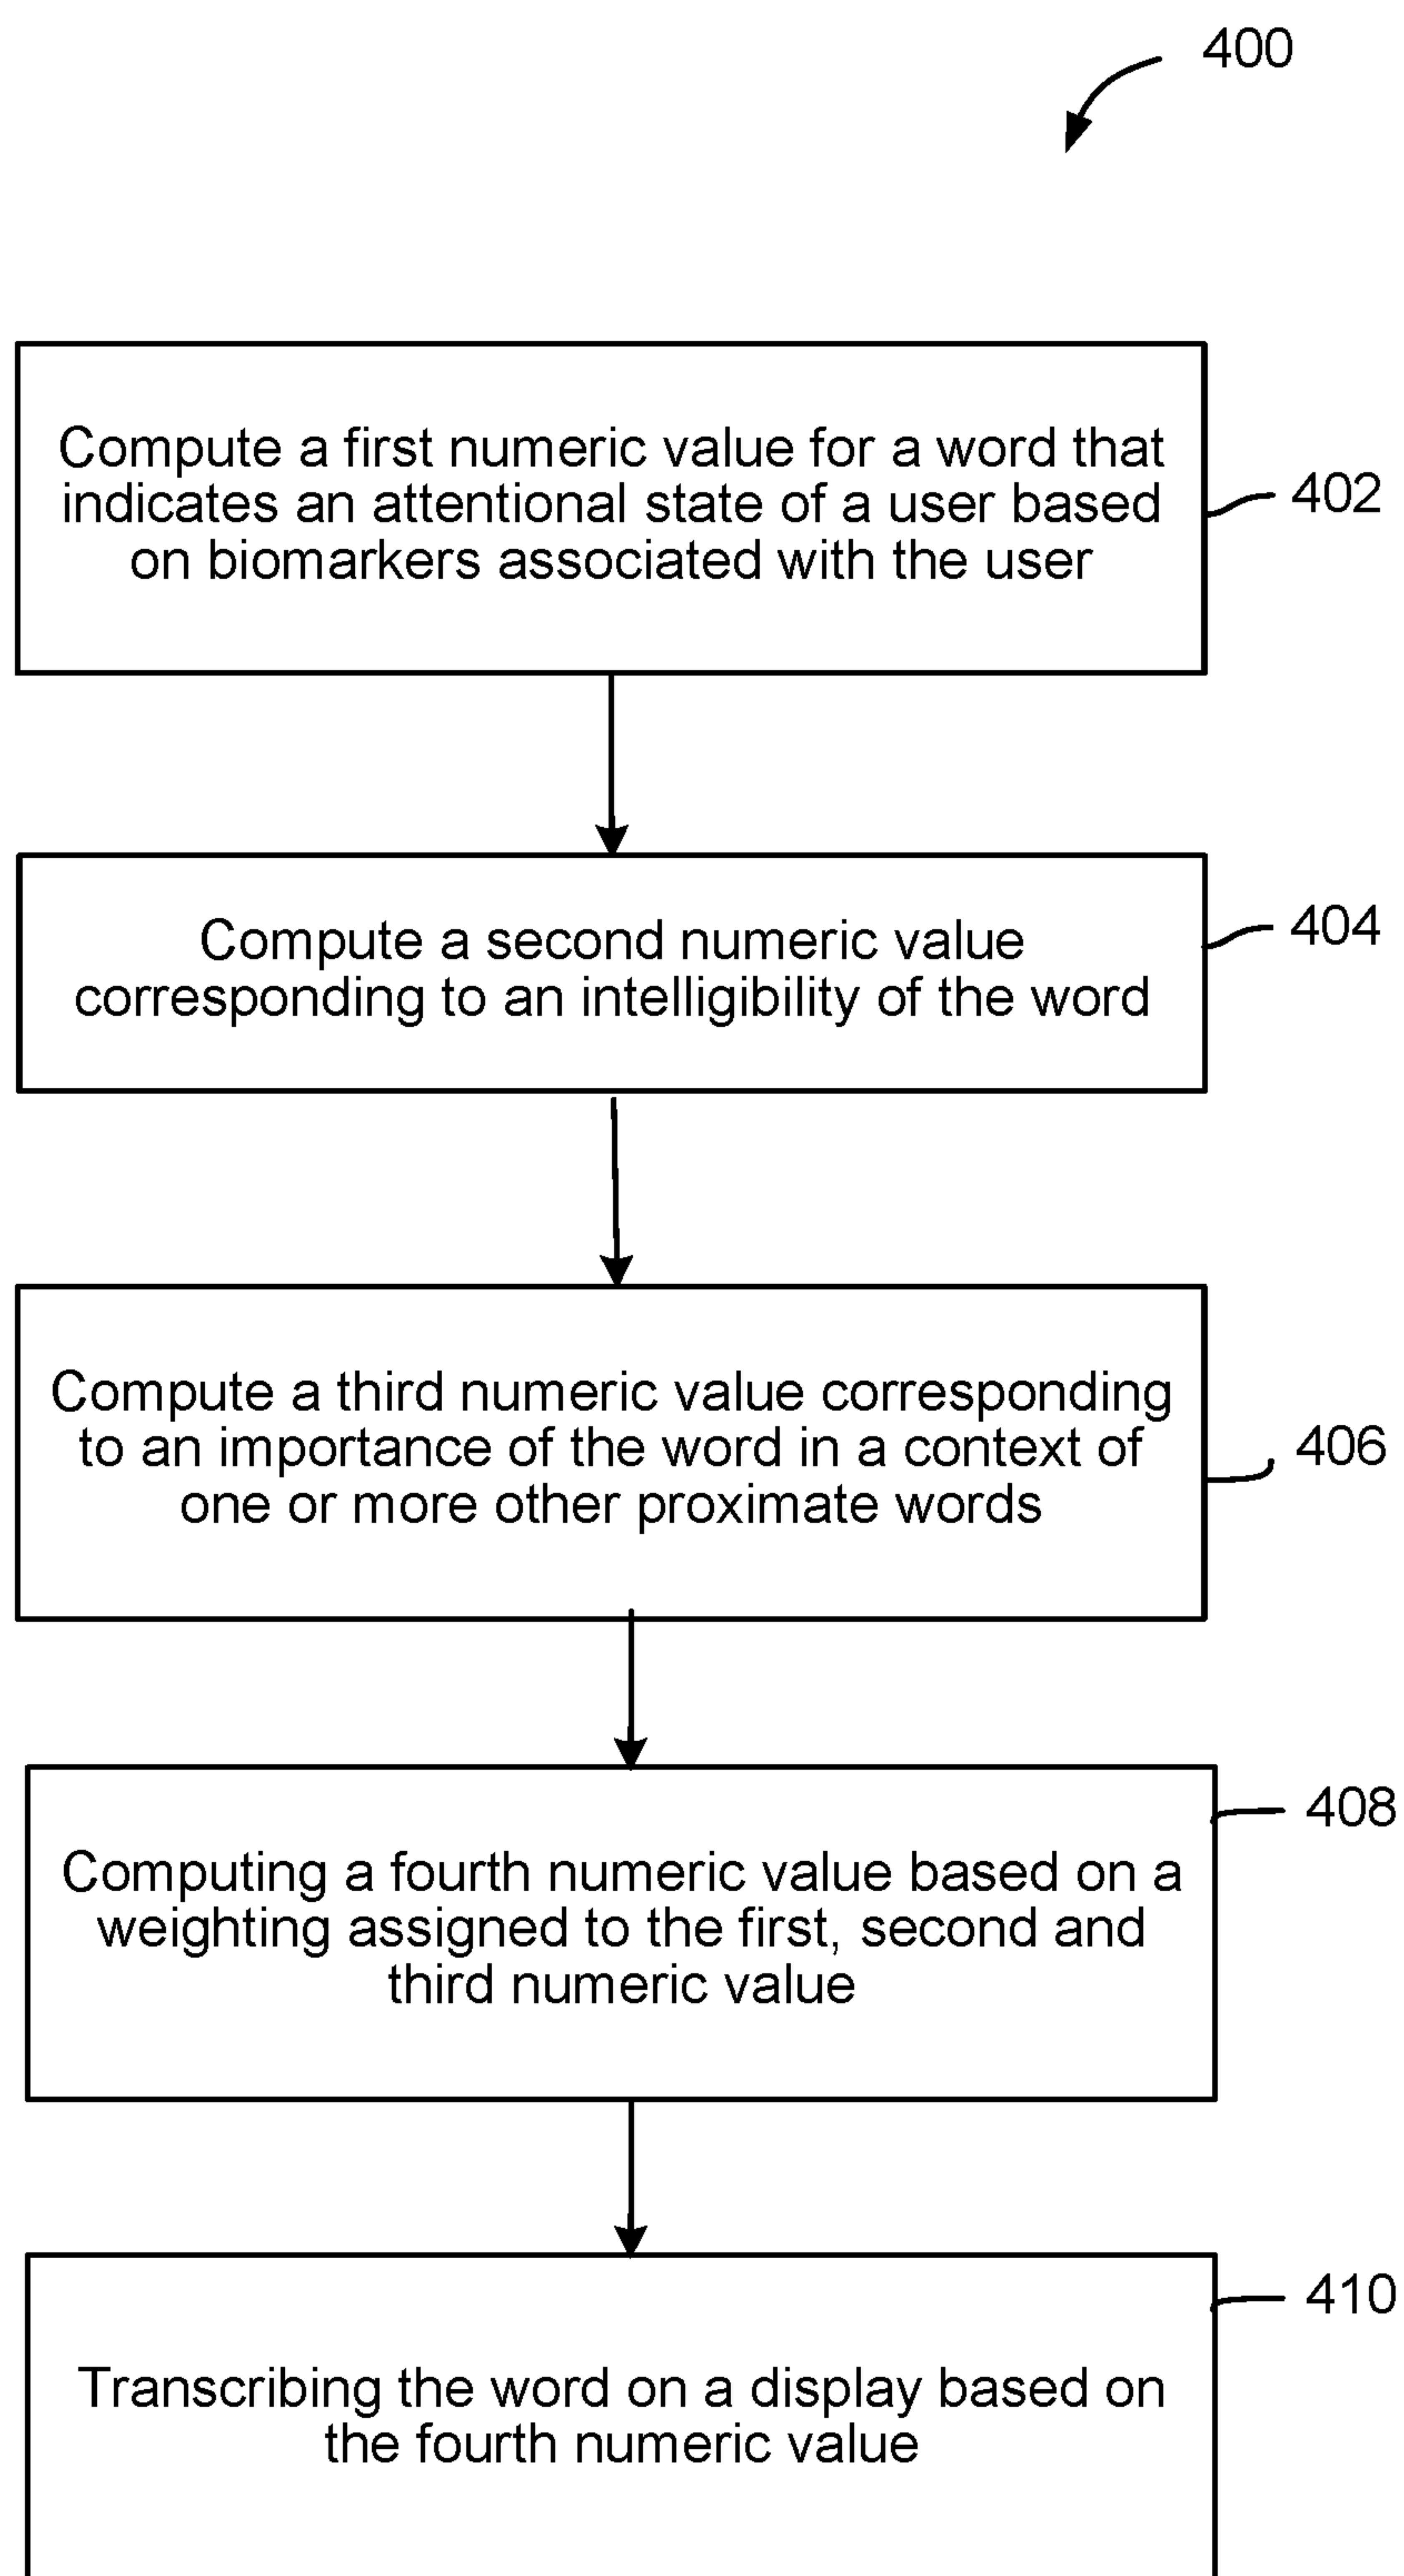 400
Compute a first numeric value for a word that
indicates an attentional state of a user based
on biomarkers associated with the user
402
Compute a second numeric value
corresponding to an intelligibility of the word
404
Compute a third numeric value corresponding
to an importance of the word in a context of
one or more other proximate words
406
Computing a fourth numeric value based on a
weighting assigned to the first, second and
third numeric value
408
Transcribing the word on a display based on
the fourth numeric value
410